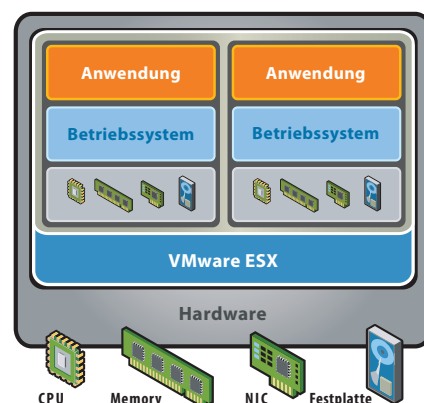 Anwendung Anwendung
Betriebssystem Betriebssystem
VMware ESX
Hardware
CPU Memory NIC Festplatte